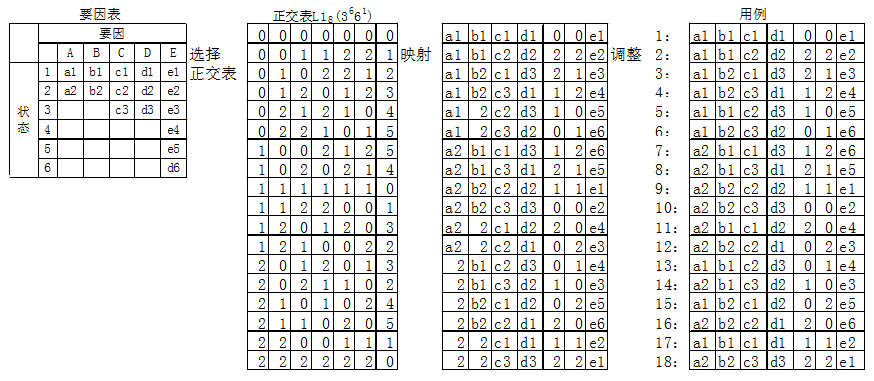 要因表 正交表L18(3⁶6¹) 用例
要因 0 0 0 0 0 0 0 a1 b1 c1 d1 0 0 e1 1: a1 b1 c1 d1 0 0 e1
A B C D E 选择 0 0 1 1 2 2 1 映射 a1 b1 c2 d2 2 2 e2 调整 2: a1 b1 c2 d2 2 2 e2
1 a1 b1 c1 d1 e1 正交表 0 1 0 2 2 1 2 a1 b2 c1 d3 2 1 e3 3: a1 b2 c1 d3 2 1 e3
2 a2 b2 c2 d2 e2 0 1 2 0 1 2 3 a1 b2 c3 d1 1 2 e4 4: a1 b2 c3 d1 1 2 e4
状态 3 c3 d3 e3 0 2 1 2 1 0 4 a1 2 c2 d3 1 0 e5 5: a1 b1 c2 d3 1 0 e5
4 e4 0 2 2 1 0 1 5 a1 2 c3 d2 0 1 e6 6: a1 b2 c3 d2 0 1 e6
5 e5 1 0 0 2 1 2 5 a2 b1 c1 d3 1 2 e6 7: a2 b1 c1 d3 1 2 e6
6 d6 1 0 2 0 2 1 4 a2 b1 c3 d1 2 1 e5 8: a2 b1 c3 d1 2 1 e5
1 1 1 1 1 1 0 a2 b2 c2 d2 1 1 e1 9: a2 b2 c2 d2 1 1 e1
1 1 2 2 0 0 1 a2 b2 c3 d3 0 0 e2 10: a2 b2 c3 d3 0 0 e2
1 2 0 1 2 0 3 a2 2 c1 d2 2 0 e4 11: a2 b1 c1 d2 2 0 e4
1 2 1 0 0 2 2 a2 2 c2 d1 0 2 e3 12: a2 b2 c2 d1 0 2 e3
2 0 1 2 0 1 3 2 b1 c2 d3 0 1 e4 13: a1 b1 c2 d3 0 1 e4
2 0 2 1 1 0 2 2 b1 c3 d2 1 0 e3 14: a2 b1 c3 d2 1 0 e3
2 1 0 1 0 2 4 2 b2 c1 d2 0 2 e5 15: a1 b2 c1 d2 0 2 e5
2 1 1 0 2 0 5 2 b2 c2 d1 2 0 e6 16: a2 b2 c2 d1 2 0 e6
2 2 0 0 1 1 1 2 2 c1 d1 1 1 e2 17: a1 b1 c1 d1 1 1 e2
2 2 2 2 2 2 0 2 2 c3 d3 2 2 e1 18: a2 b2 c3 d3 2 2 e1